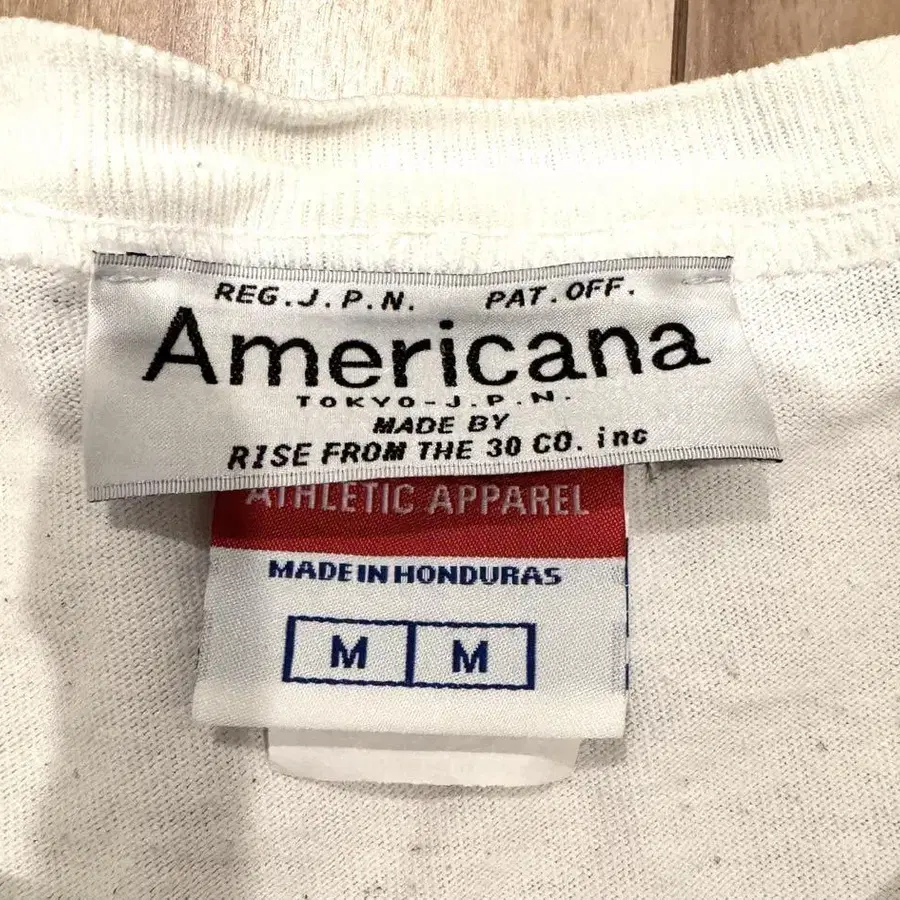 REG.J.P.N. PAT.OFF.
Americana
TOKYO-J.P.N.
MADE BY
RISE FROM THE 30 CO. inc
ATHLETIC APPAREL
MADE IN HONDURAS
M M